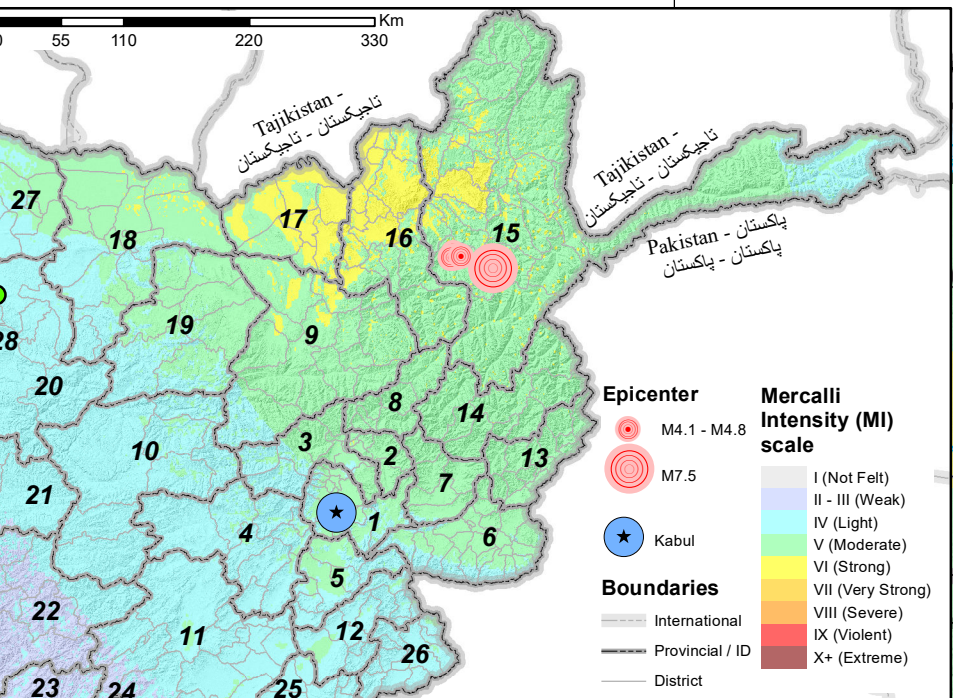 0 55 110 220 330 Km
Tajikistan -
تاجیکستان - تاجیکستان
Tajikistan -
تاجیکستان - تاجیکستان
Pakistan - پاکستان
پاکستان - پاکستان
27
18
17
16
15
28
19
9
20
8
14
10
3
2
13
21
7
4
1
6
5
22
11
12
26
23
24
25
Epicenter
M4.1 - M4.8
M7.5
Kabul
Boundaries
International
Provincial / ID
District
Mercalli
Intensity (MI)
scale
I (Not Felt)
II - III (Weak)
IV (Light)
V (Moderate)
VI (Strong)
VII (Very Strong)
VIII (Severe)
IX (Violent)
X+ (Extreme)